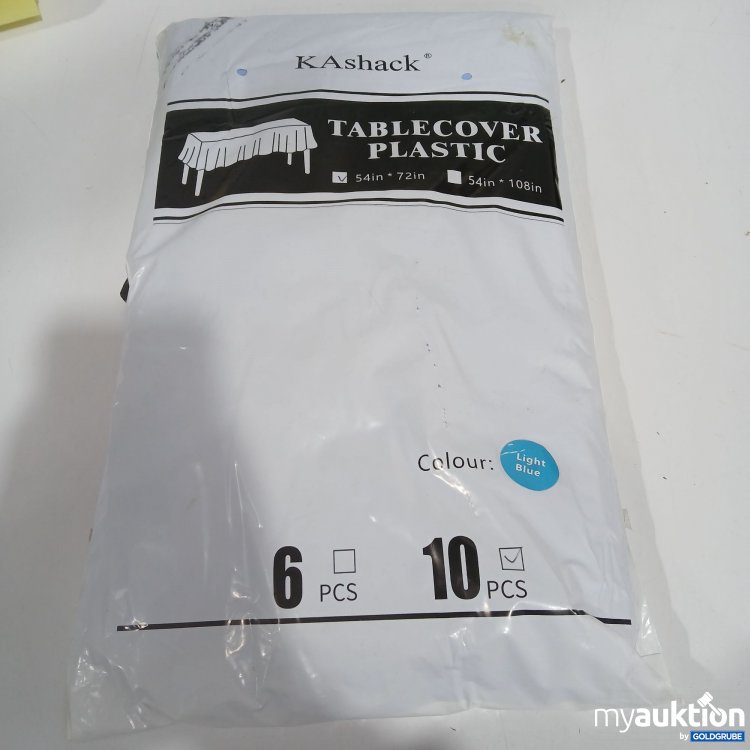 KAshack®
TABLECOVER
PLASTIC
54in * 72in 54in * 108in
Colour: Light
Blue
6 PCS 10 PCS
myauktion
by GOLDGRUBE